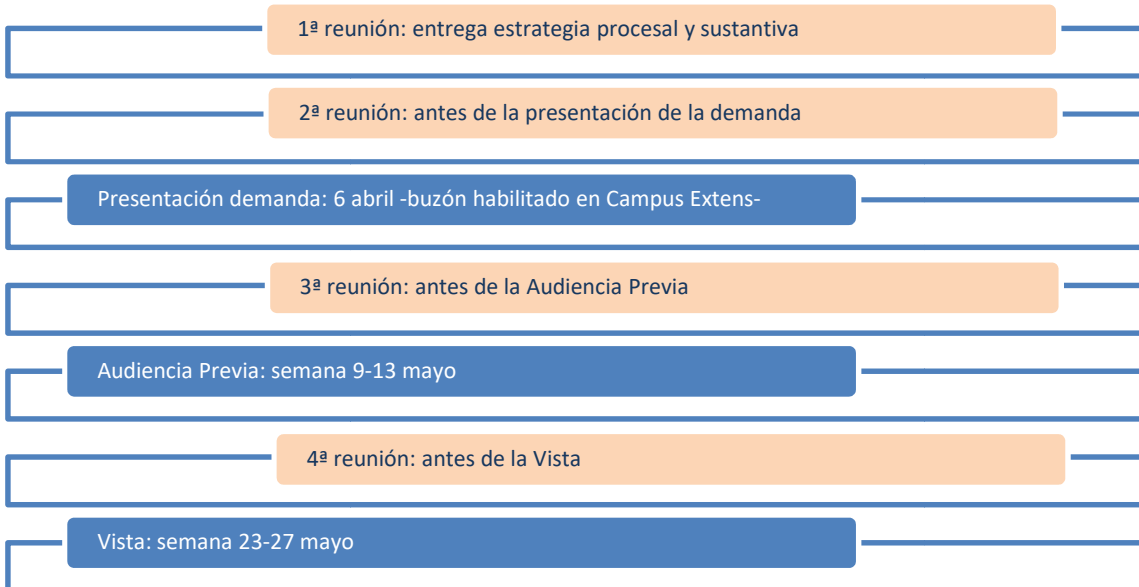 1ª reunión: entrega estrategia procesal y sustantiva
2ª reunión: antes de la presentación de la demanda
Presentación demanda: 6 abril -buzón habilitado en Campus Extens-
3ª reunión: antes de la Audiencia Previa
Audiencia Previa: semana 9-13 mayo
4ª reunión: antes de la Vista
Vista: semana 23-27 mayo